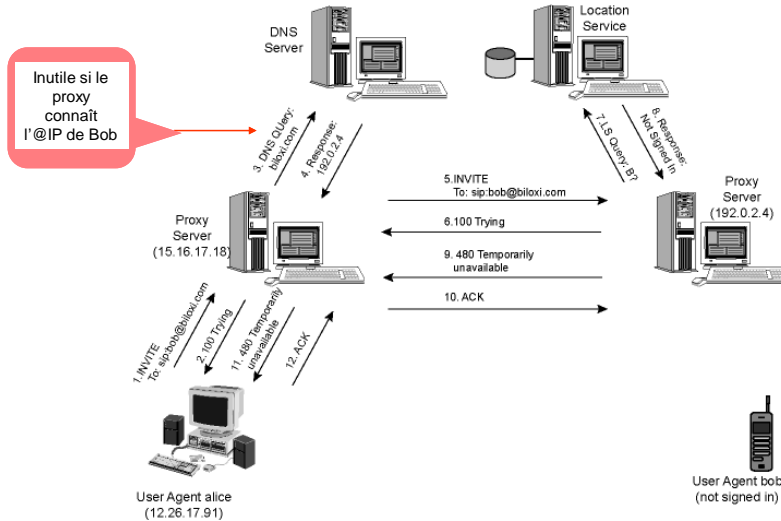 DNS
Server
Location
Service
Inutile si le
proxy
connaît
l'@IP de Bob
3. DNS QUery:
biloxi.com
4. Response:
192.0.2.4
7.LS Query: B?
8. Response:
Not Signed In
5.INVITE
To: sip:bob@biloxi.com
6.100 Trying
9. 480 Temporarily
unavailable
10. ACK
Proxy
Server
(15.16.17.18)
Proxy
Server
(192.0.2.4)
1.INVITE
To: sip:bob@biloxi.com
2.100 Trying
11. 480 Temporarily
unavailable
12. ACK
User Agent alice
(12.26.17.91)
User Agent bob
(not signed in)